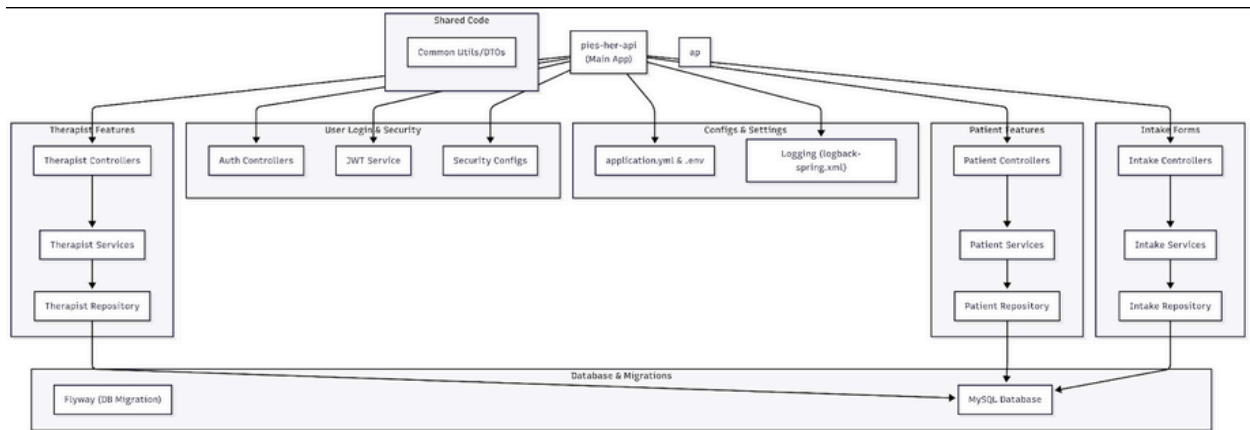 Shared Code
Common Utils/DTOs
pies-her-api
(Main App)
ap
Therapist Features
Therapist Controllers
Therapist Services
Therapist Repository
User Login & Security
Auth Controllers
JWT Service
Security Configs
Configs & Settings
application.yml & .env
Logging (logback-
spring.xml)
Patient Features
Patient Controllers
Patient Services
Patient Repository
Intake Forms
Intake Controllers
Intake Services
Intake Repository
Database & Migrations
Flyway (DB Migration)
MySQL Database